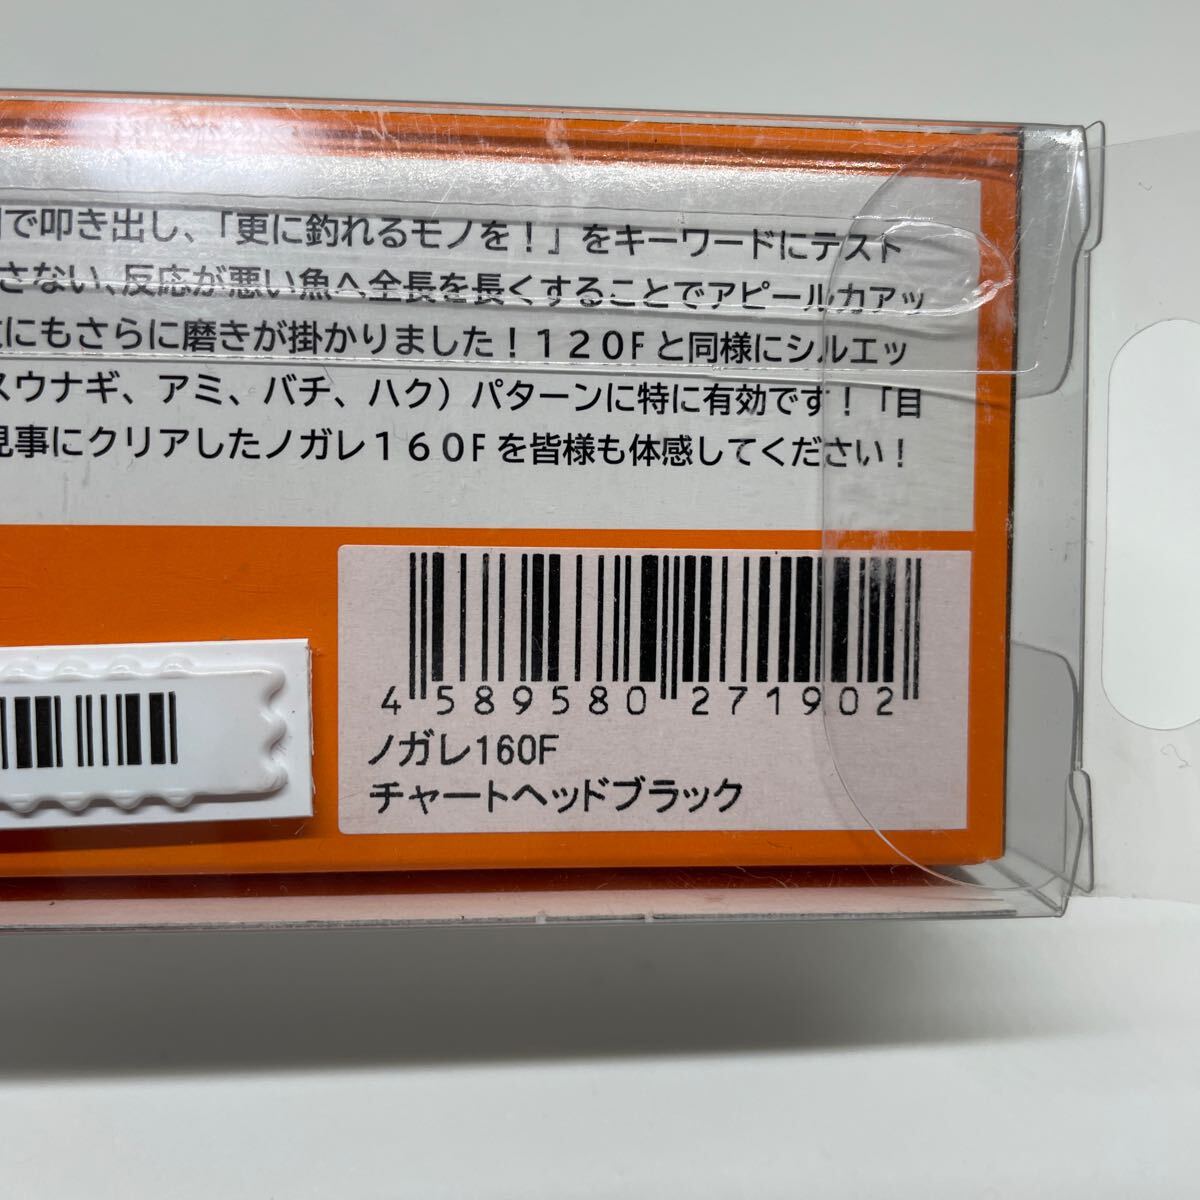 で叩き出し、「更に釣れるモノを！」をキーワードにテスト
さない、反応が悪い魚へ全長を長くすることでアピール力アッ
にもさらに磨きが掛かりました！１２０Fと同様にシルエッ
スウナギ、アミ、バチ、ハク）パターンに特に有効です！「目
見事にクリアしたノガレ１６０Fを皆様も体感してください！
4 589580 271902
ノガレ160F
チャートヘッドブラック